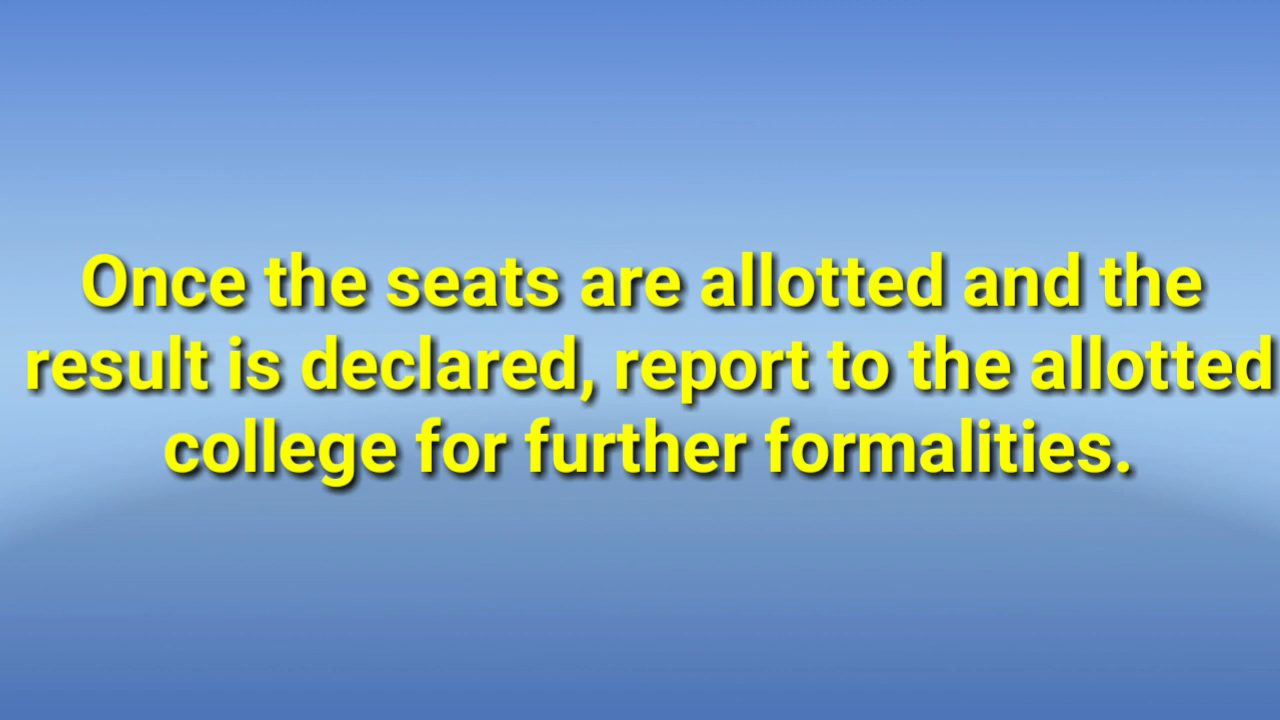 Once the seats are allotted and the
result is declared, report to the allotted
college for further formalities.